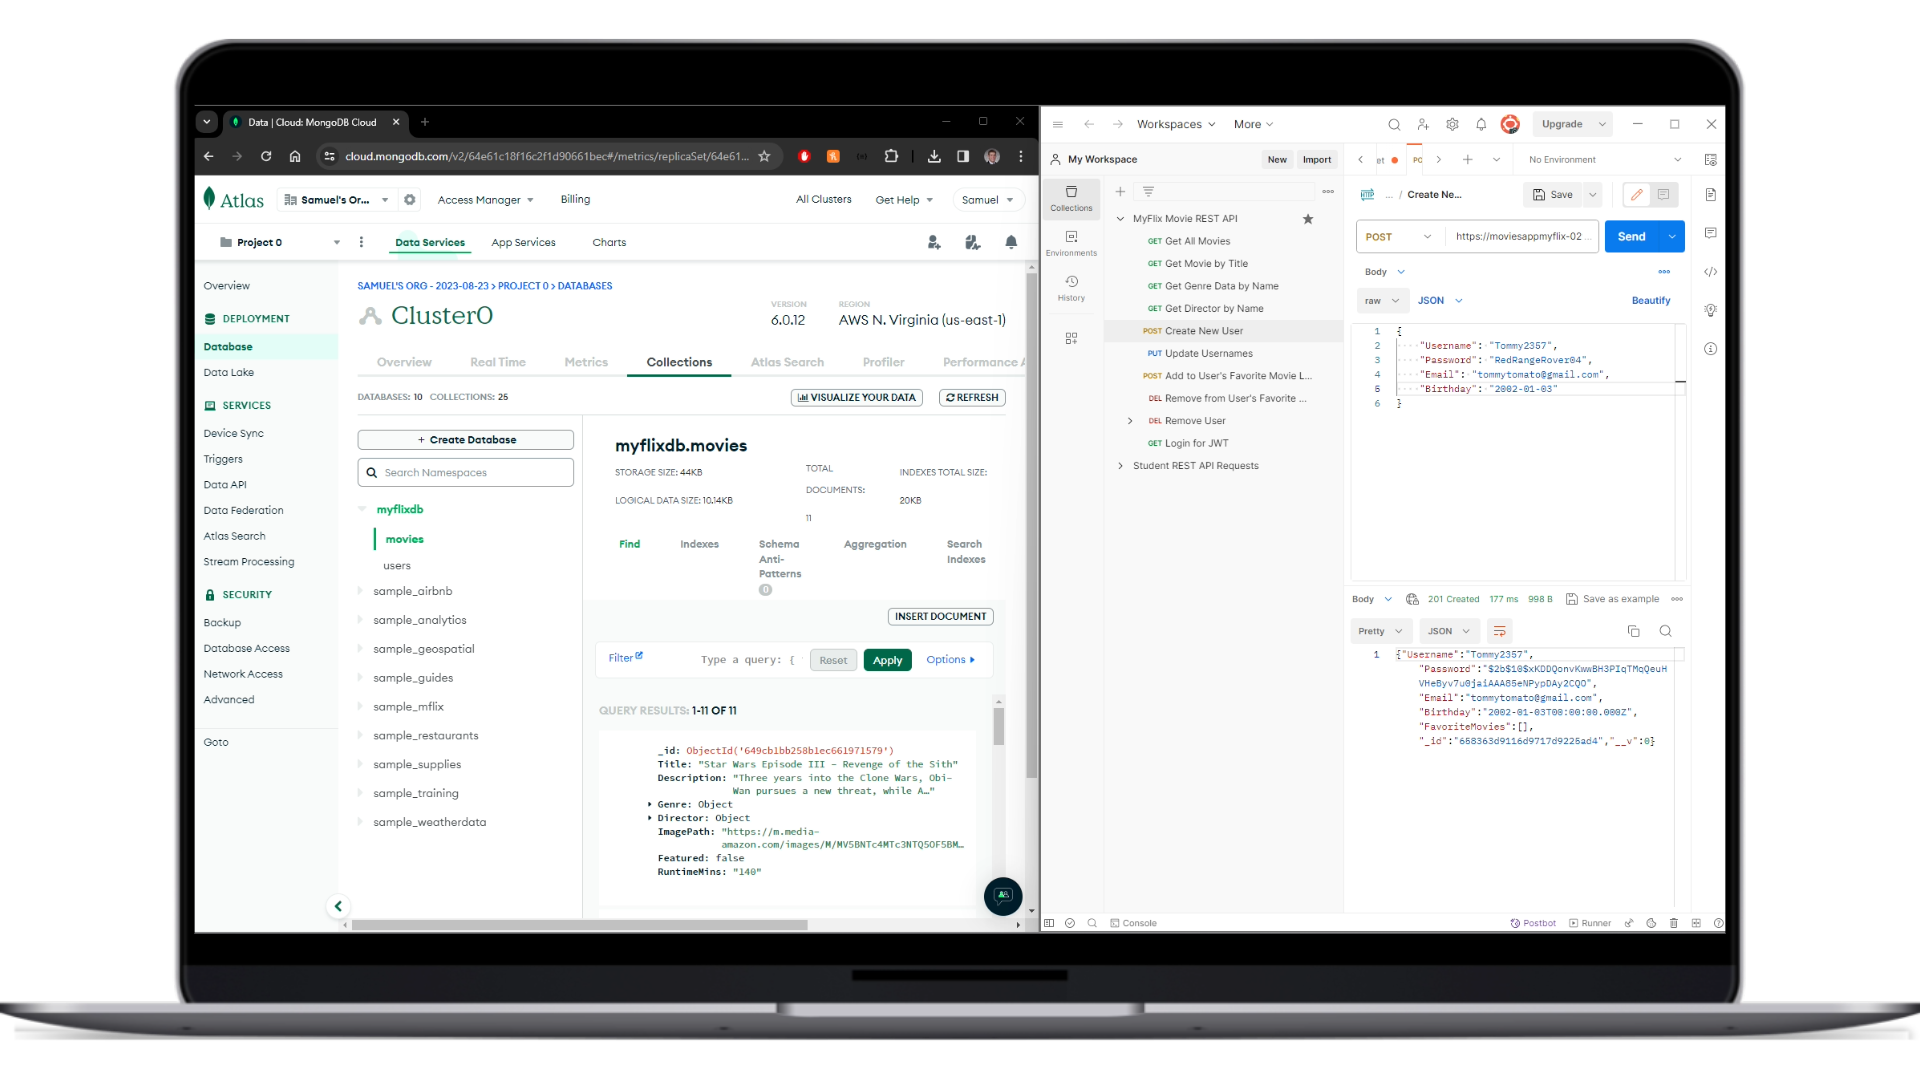 Data | Cloud: MongoDB Cloud
cloud.mongodb.com/v2/64e61c18f16c2f1d90661bec#/metrics/replicaSet/64e61...
Atlas
Samuel's Or...
Access Manager
Billing
All Clusters
Get Help
Samuel
Project 0
Data Services
App Services
Charts
Overview
DEPLOYMENT
Database
Data Lake
SERVICES
Device Sync
Triggers
Data API
Data Federation
Atlas Search
Stream Processing
SECURITY
Backup
Database Access
Network Access
Advanced
Goto
SAMUEL'S ORG - 2023-08-23 > PROJECT 0 > DATABASES
Cluster0
VERSION
6.0.12
REGION
AWS N. Virginia (us-east-1)
Overview
Real Time
Metrics
Collections
Atlas Search
Profiler
Performance A
DATABASES: 10 COLLECTIONS: 25
VISUALIZE YOUR DATA
REFRESH
+ Create Database
Search Namespaces
myflixdb
movies
users
sample_airbnb
sample_analytics
sample_geospatial
sample_guides
sample_mflix
sample_restaurants
sample_supplies
sample_training
sample_weatherdata
myflixdb.movies
STORAGE SIZE: 44KB
LOGICAL DATA SIZE: 10.14KB
TOTAL
DOCUMENTS:
11
INDEXES TOTAL SIZE:
20KB
Find
Indexes
Schema
Anti-
Patterns
0
Aggregation
Search
Indexes
INSERT DOCUMENT
Filter
Type a query: {
Reset
Apply
Options
QUERY RESULTS: 1-11 OF 11
_id: ObjectId('649cb1bb258b1ec661971579')
Title: "Star Wars Episode III - Revenge of the Sith"
Description: "Three years into the Clone Wars, Obi-
Wan pursues a new threat, while A…"
Genre: Object
Director: Object
ImagePath: "https://m.media-
amazon.com/images/M/MV5BNTc4MTc3NTQ5OF5BM…
Featured: false
RuntimeMins: "140"
Workspaces
More
Upgrade
My Workspace
New
Import
et
PC
No Environment
Collections
Environments
History
MyFlix Movie REST API
GET Get All Movies
GET Get Movie by Title
GET Get Genre Data by Name
GET Get Director by Name
POST Create New User
PUT Update Usernames
POST Add to User's Favorite Movie L...
DEL Remove from User's Favorite ...
DEL Remove User
GET Login for JWT
Student REST API Requests
HTTP
... / Create Ne...
Save
POST
https://moviesappmyflix-02 ...
Send
Body
raw
JSON
Beautify
1 {
2 "Username": "Tommy2357",
3 "Password": "RedRangeRover04",
4 "Email": "tommytomato@gmail.com",
5 "Birthday": "2002-01-03"
6 }
Body
201 Created
177 ms
998 B
Save as example
Pretty
JSON
1 {"Username":"Tommy2357",
"Password":"$2b$10$xKDDQonvKwwBH3PIqTMqQeuH
VHeByv7u0jaiAAA85eNPypDAy2CQO",
"Email":"tommytomato@gmail.com",
"Birthday":"2002-01-03T00:00:00.000Z",
"FavoriteMovies":[],
"_id":"658363d9116d9717d9225ad4","__v":0}
Console
Postbot
Runner